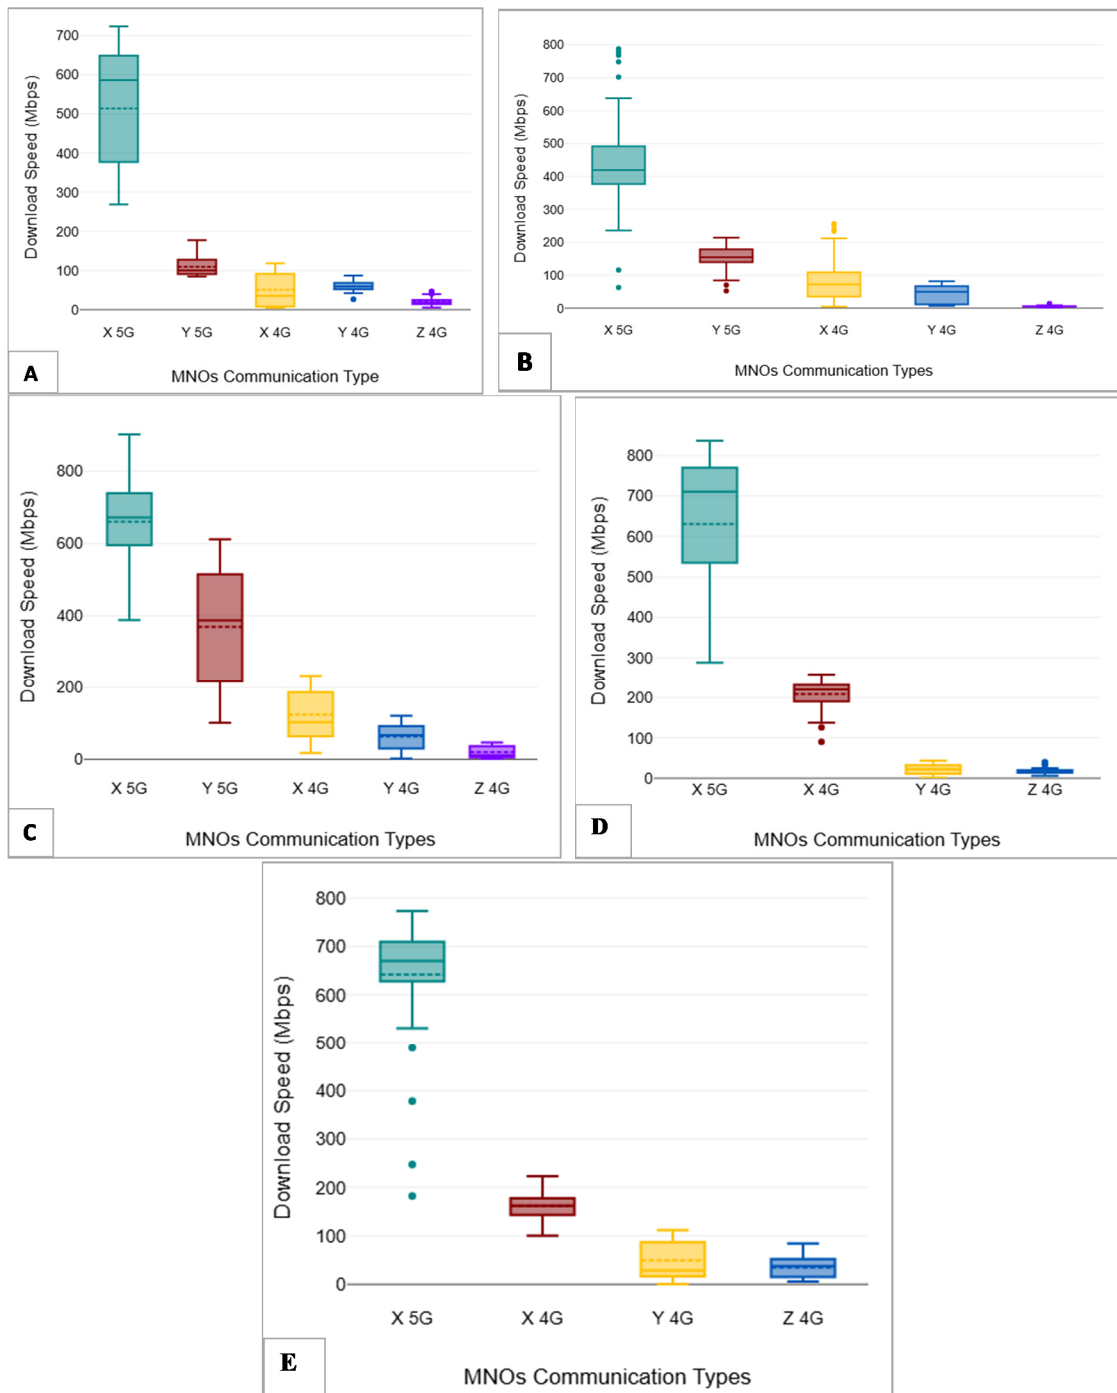 700
600
500
400
300
200
100
0
Download Speed (Mbps)
X 5G Y 5G X 4G Y 4G Z 4G
MNOs Communication Type
A
800
700
600
500
400
300
200
100
0
Download Speed (Mbps)
X 5G Y 5G X 4G Y 4G Z 4G
MNOs Communication Types
B
800
600
400
200
0
Download Speed (Mbps)
X 5G Y 5G X 4G Y 4G Z 4G
MNOs Communication Types
C
800
700
600
500
400
300
200
100
0
Download Speed (Mbps)
X 5G X 4G Y 4G Z 4G
MNOs Communication Types
D
800
700
600
500
400
300
200
100
0
Download Speed (Mbps)
X 5G X 4G Y 4G Z 4G
MNOs Communication Types
E